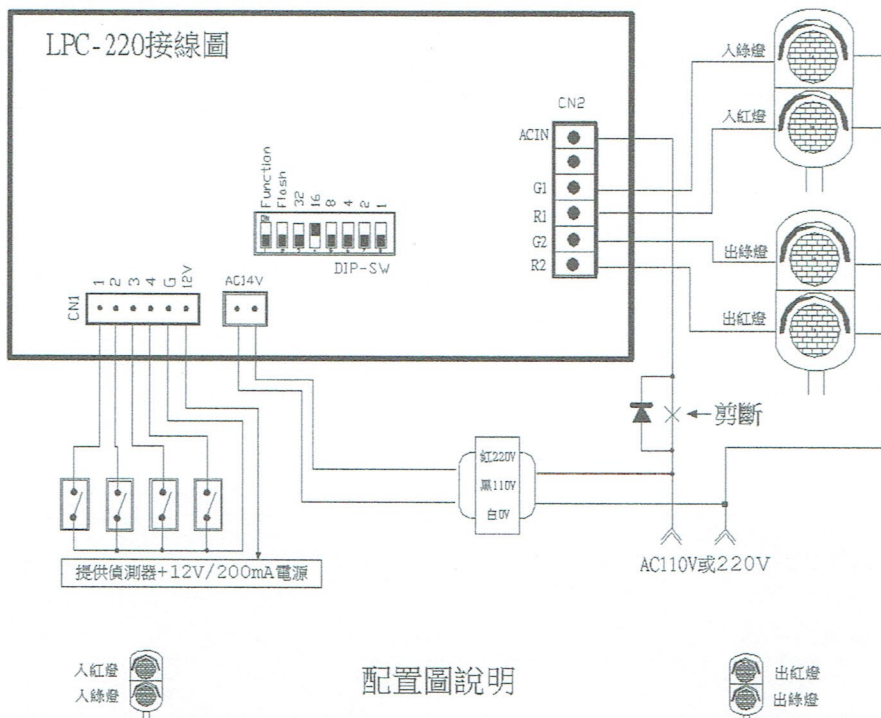 LPC-220接線圖
入綠燈
CN2
入紅燈
ACIN
Function
Flash
32
16
8
4
2
1
ON
G1
R1
G2
出綠燈
R2
DIP-SW
出紅燈
CN1
1
2
3
4
G
12V
AC14V
剪斷
紅220V
黑110V
白0V
提供偵測器+12V/200mA電源
AC110V或220V
入紅燈
入綠燈
配置圖說明
出紅燈
出綠燈